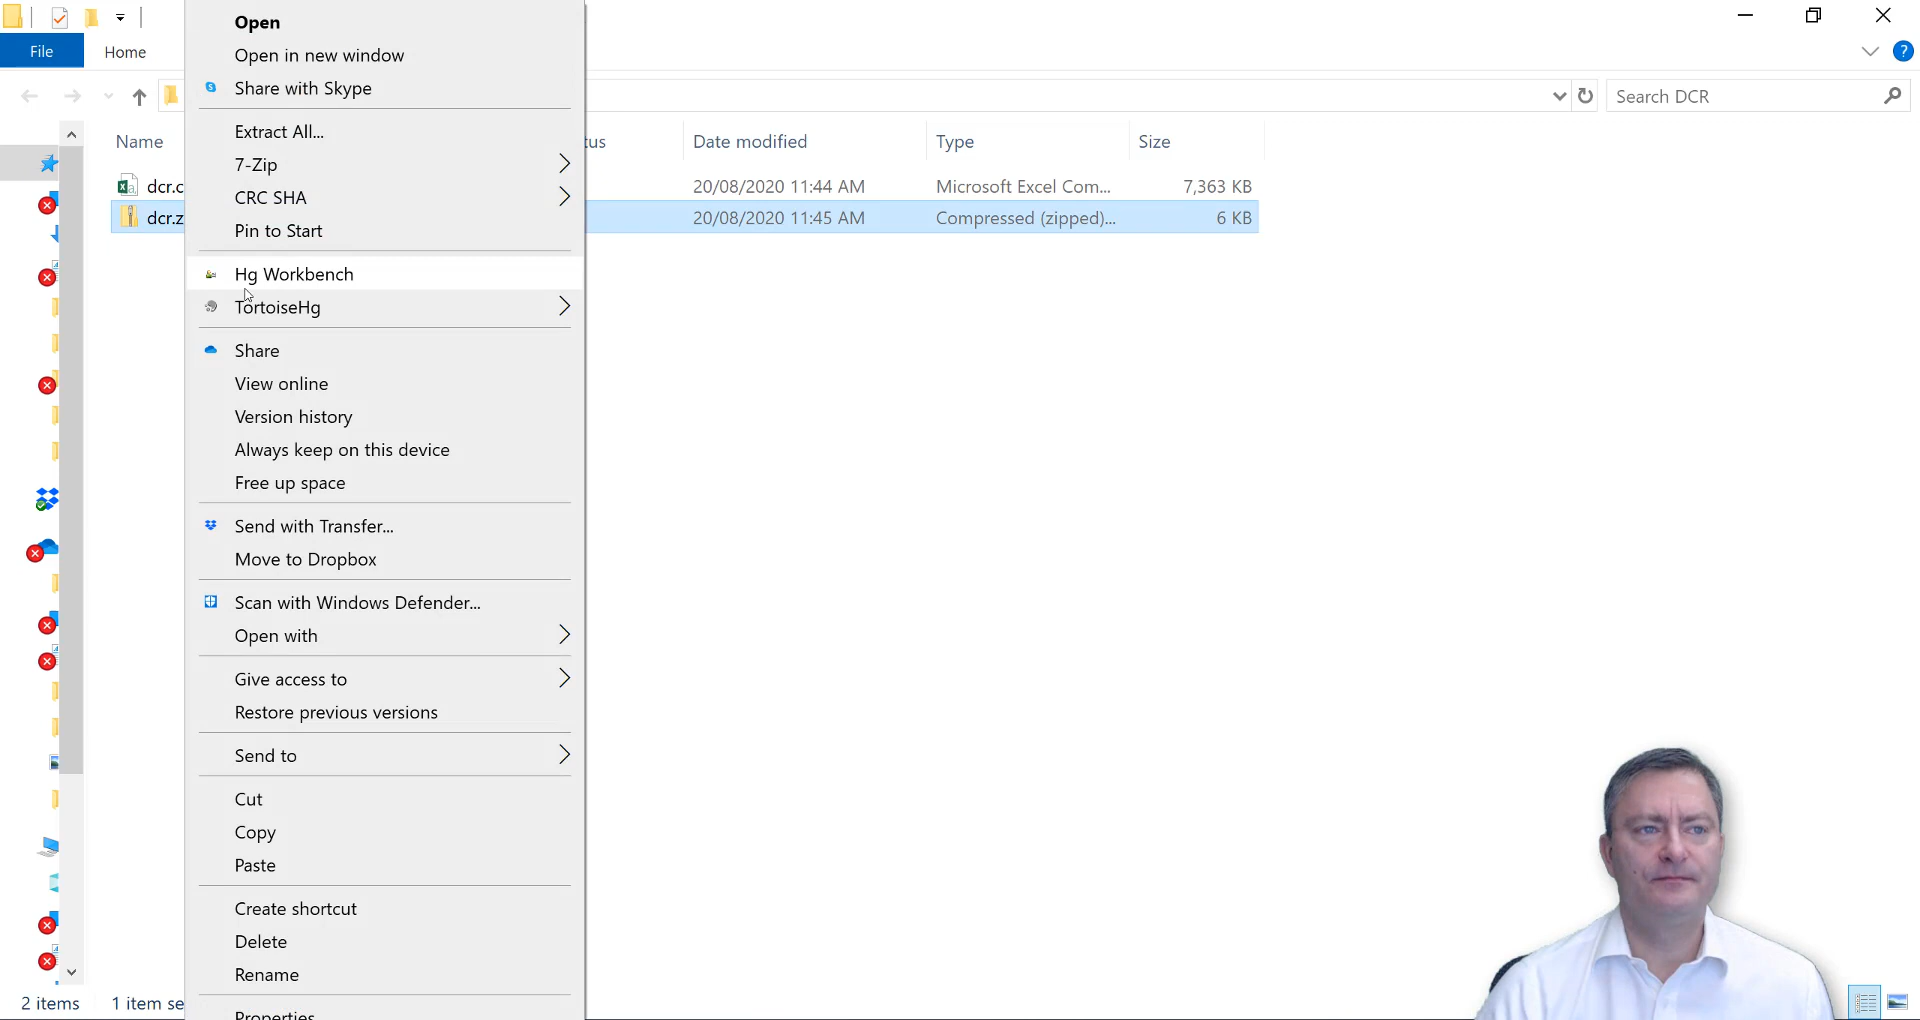 File
Home
Search DCR
Name
tus
Date modified
Type
Size
dcr.c
20/08/2020 11:44 AM
Microsoft Excel Com...
7,363 KB
dcr.z
20/08/2020 11:45 AM
Compressed (zipped)...
6 KB
Open
Open in new window
Share with Skype
Extract All...
7-Zip
CRC SHA
Pin to Start
Hg Workbench
TortoiseHg
Share
View online
Version history
Always keep on this device
Free up space
Send with Transfer...
Move to Dropbox
Scan with Windows Defender...
Open with
Give access to
Restore previous versions
Send to
Cut
Copy
Paste
Create shortcut
Delete
Rename
Properties
2 items
1 item se